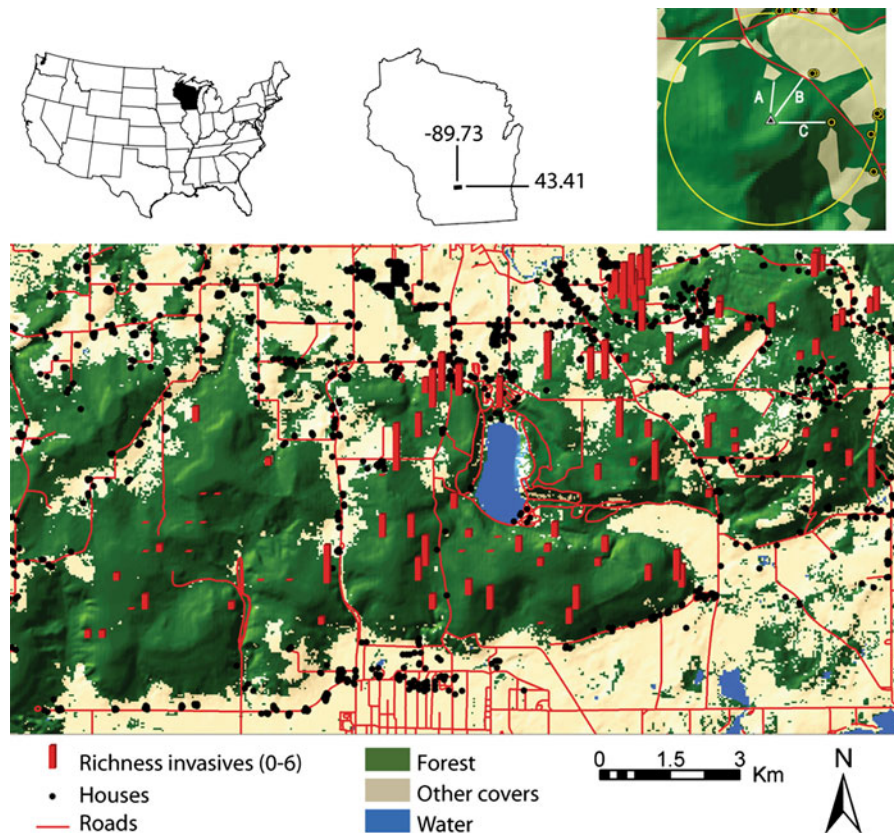 -89.73
43.41
A
B
C
Richness invasives (0-6)
Houses
Roads
Forest
Other covers
Water
0 1.5 3
Km
N